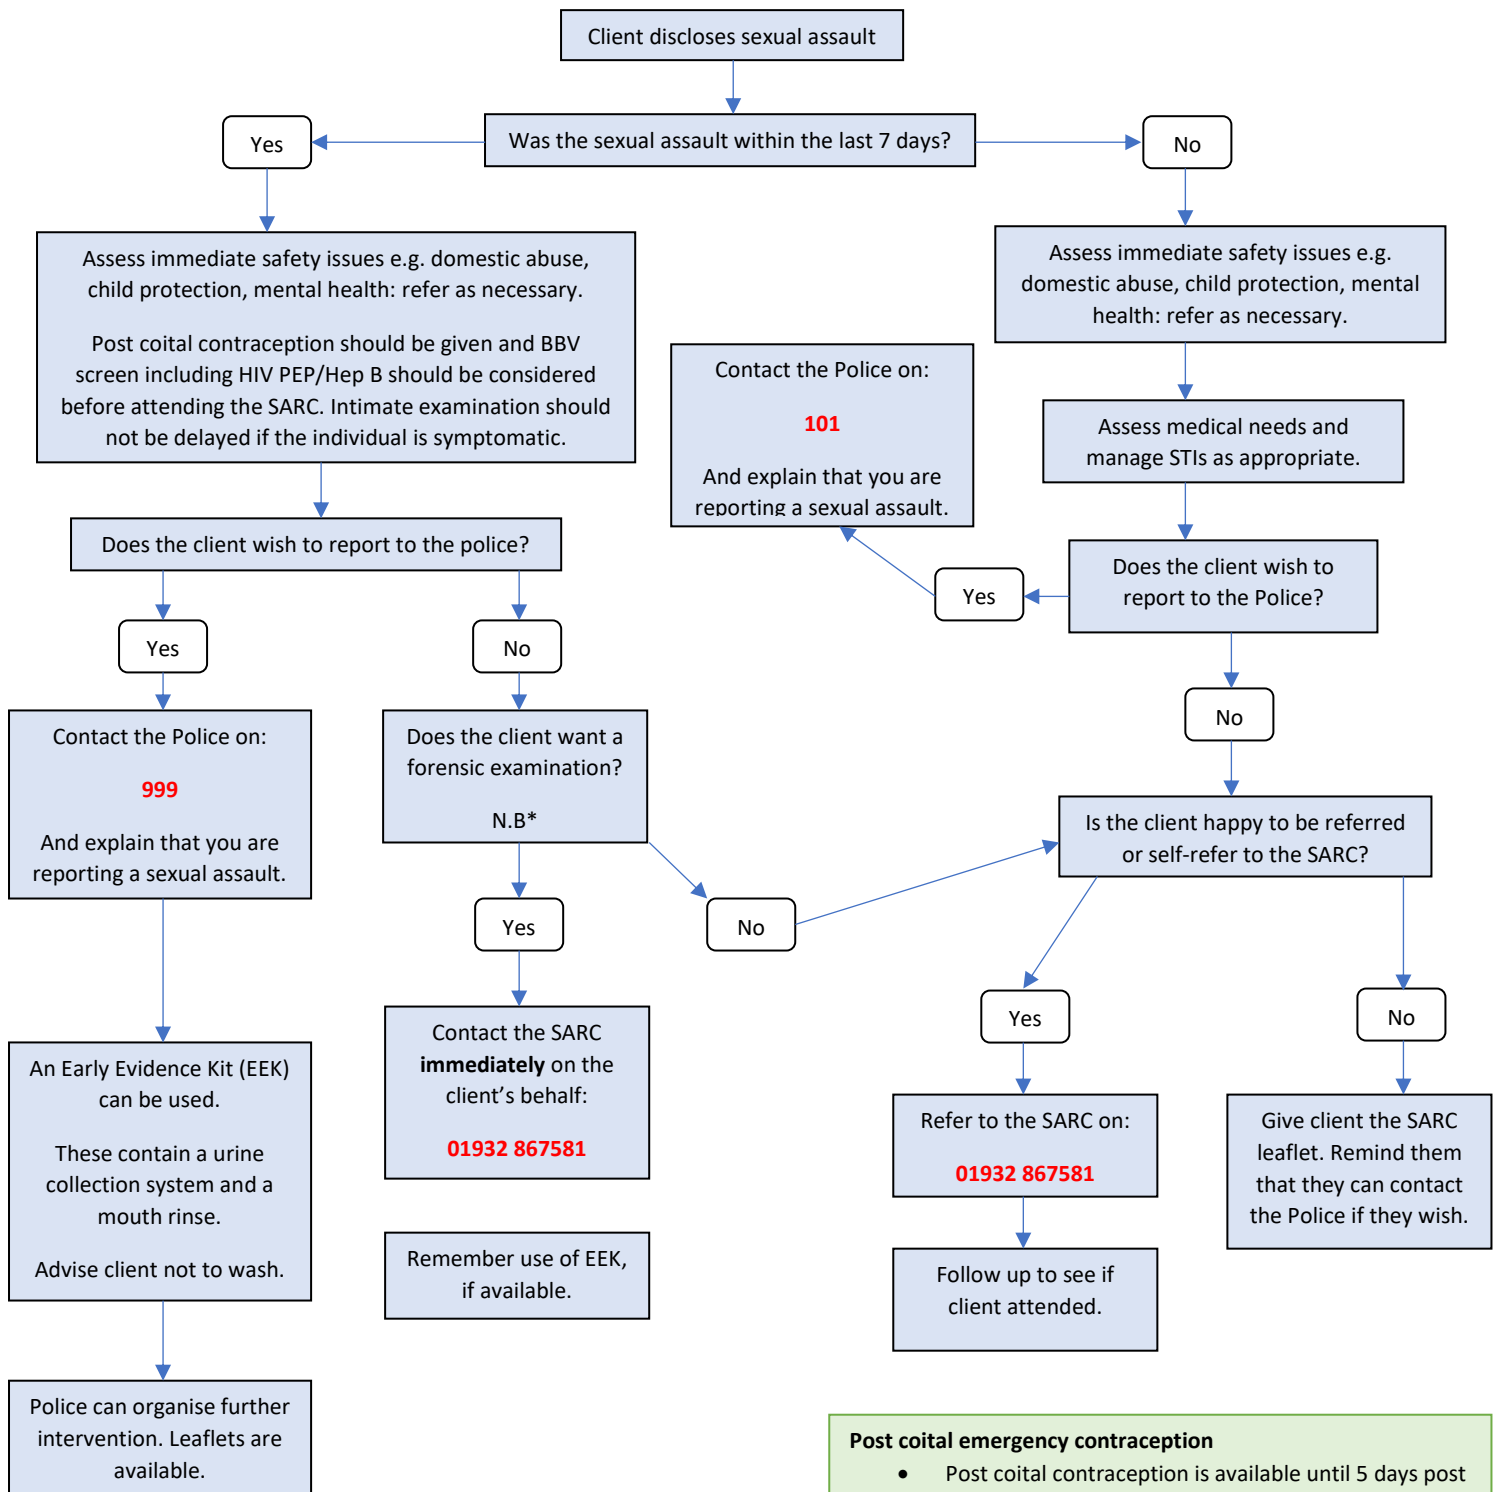 Client discloses sexual assault
Was the sexual assault within the last 7 days?
Yes
No
Assess immediate safety issues e.g. domestic abuse,
child protection, mental health: refer as necessary.
Post coital contraception should be given and BBV
screen including HIV PEP/Hep B should be considered
before attending the SARC. Intimate examination should
not be delayed if the individual is symptomatic.
Assess immediate safety issues e.g.
domestic abuse, child protection, mental
health: refer as necessary.
Contact the Police on:
101
And explain that you are
reporting a sexual assault.
Assess medical needs and
manage STIs as appropriate.
Does the client wish to report to the police?
Does the client wish to
report to the Police?
Yes
Yes
No
No
Contact the Police on:
999
And explain that you are
reporting a sexual assault.
Does the client want a
forensic examination?
N.B*
Is the client happy to be referred
or self-refer to the SARC?
Yes
No
Yes
No
An Early Evidence Kit (EEK)
can be used.
These contain a urine
collection system and a
mouth rinse.
Advise client not to wash.
Contact the SARC
immediately on the
client's behalf:
01932 867581
Refer to the SARC on:
01932 867581
Give client the SARC
leaflet. Remind them
that they can contact
the Police if they wish.
Remember use of EEK,
if available.
Follow up to see if
client attended.
Police can organise further
intervention. Leaflets are
available.
Post coital emergency contraception
• Post coital contraception is available until 5 days post